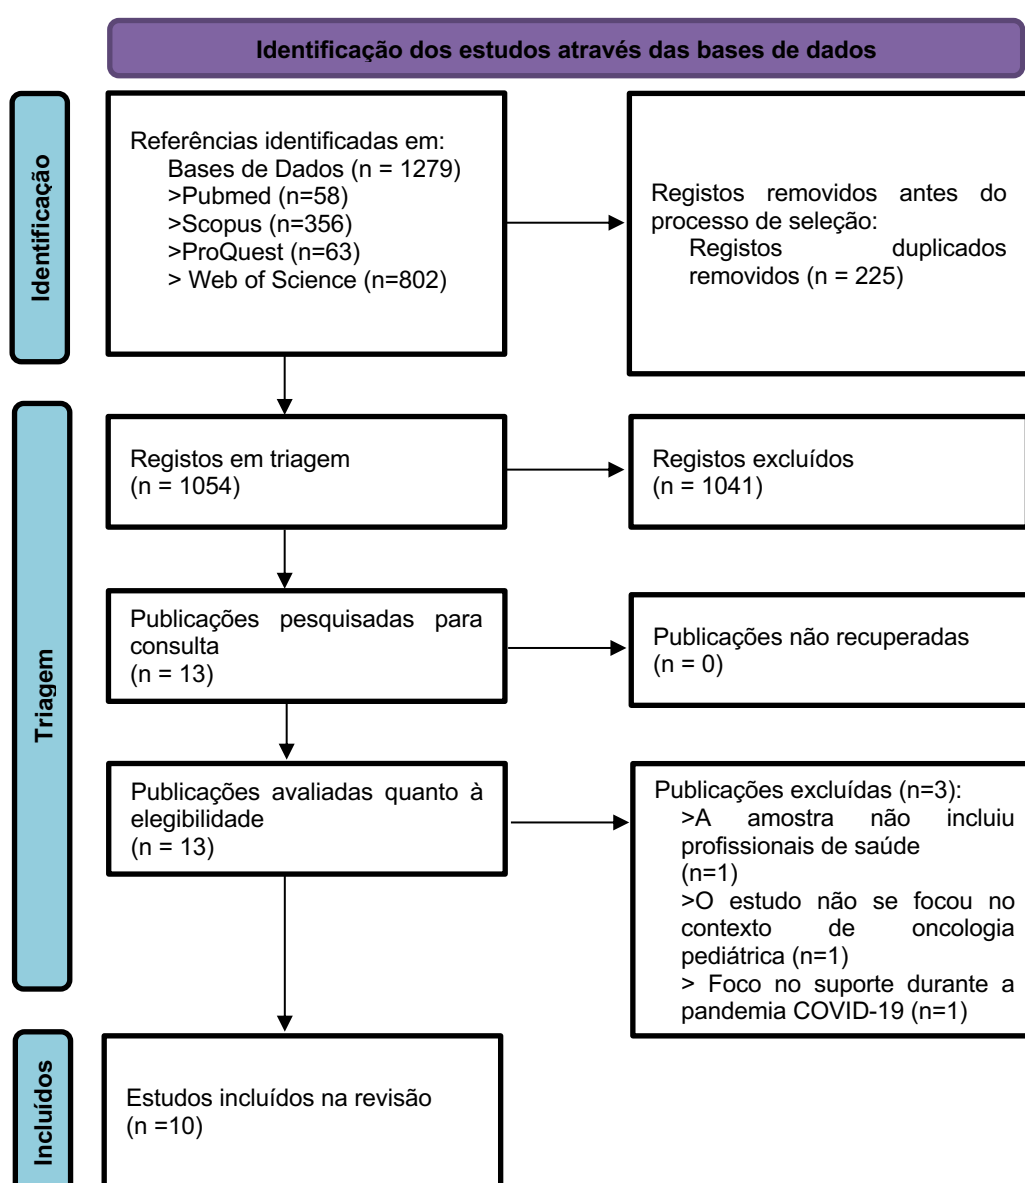 Identificação dos estudos através das bases de dados
Identificação
Referências identificadas em:
Bases de Dados (n = 1279)
>Pubmed (n=58)
>Scopus (n=356)
>ProQuest (n=63)
> Web of Science (n=802)
Registos removidos antes do
processo de seleção:
Registos duplicados
removidos (n = 225)
Triagem
Registos em triagem
(n = 1054)
Registos excluídos
(n = 1041)
Publicações pesquisadas para
consulta
(n = 13)
Publicações não recuperadas
(n = 0)
Publicações avaliadas quanto à
elegibilidade
(n = 13)
Publicações excluídas (n=3):
>A amostra não incluiu
profissionais de saúde
(n=1)
>O estudo não se focou no
contexto de oncologia
pediátrica (n=1)
> Foco no suporte durante a
pandemia COVID-19 (n=1)
Incluídos
Estudos incluídos na revisão
(n =10)